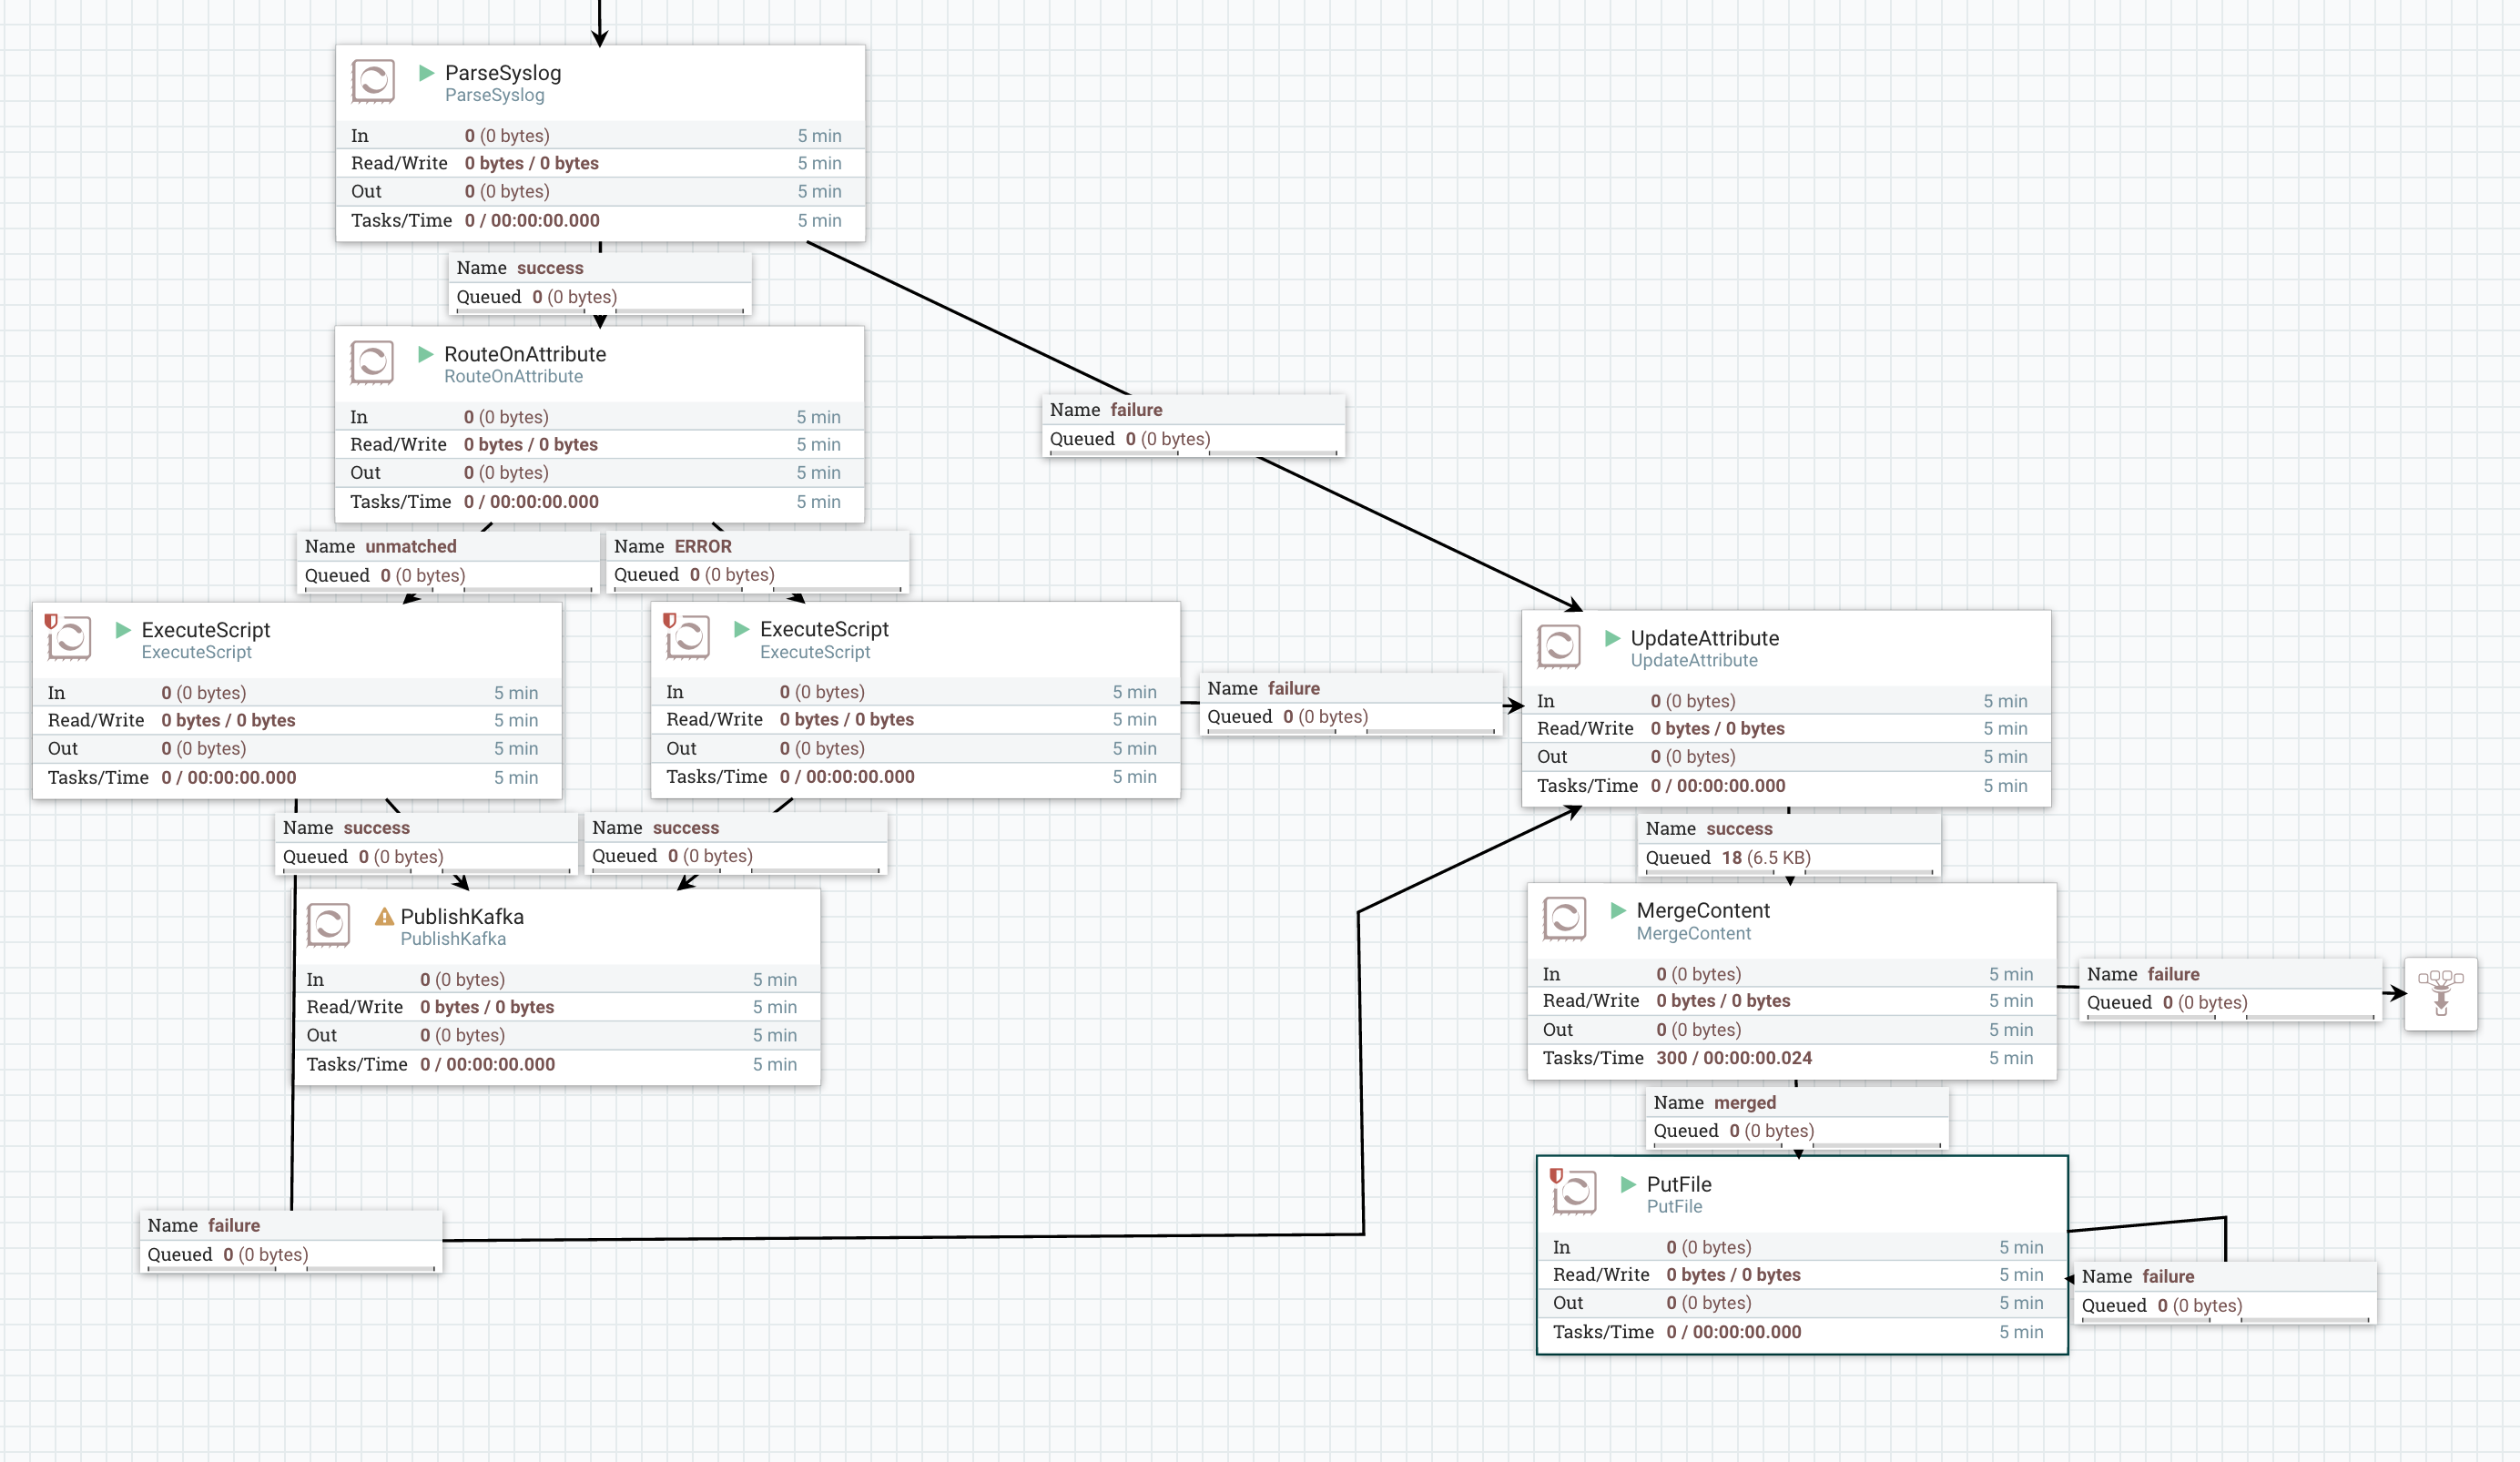 ParseSyslog
ParseSyslog
In 0 (0 bytes) 5 min
Read/Write 0 bytes / 0 bytes 5 min
Out 0 (0 bytes) 5 min
Tasks/Time 0 / 00:00:00.000 5 min
Name success
Queued 0 (0 bytes)
RouteOnAttribute
RouteOnAttribute
In 0 (0 bytes) 5 min
Read/Write 0 bytes / 0 bytes 5 min
Out 0 (0 bytes) 5 min
Tasks/Time 0 / 00:00:00.000 5 min
Name failure
Queued 0 (0 bytes)
Name unmatched
Queued 0 (0 bytes)
Name ERROR
Queued 0 (0 bytes)
ExecuteScript
ExecuteScript
In 0 (0 bytes) 5 min
Read/Write 0 bytes / 0 bytes 5 min
Out 0 (0 bytes) 5 min
Tasks/Time 0 / 00:00:00.000 5 min
ExecuteScript
ExecuteScript
In 0 (0 bytes) 5 min
Read/Write 0 bytes / 0 bytes 5 min
Out 0 (0 bytes) 5 min
Tasks/Time 0 / 00:00:00.000 5 min
Name failure
Queued 0 (0 bytes)
UpdateAttribute
UpdateAttribute
In 0 (0 bytes) 5 min
Read/Write 0 bytes / 0 bytes 5 min
Out 0 (0 bytes) 5 min
Tasks/Time 0 / 00:00:00.000 5 min
Name success
Queued 0 (0 bytes)
Name success
Queued 0 (0 bytes)
Name success
Queued 18 (6.5 KB)
PublishKafka
PublishKafka
In 0 (0 bytes) 5 min
Read/Write 0 bytes / 0 bytes 5 min
Out 0 (0 bytes) 5 min
Tasks/Time 0 / 00:00:00.000 5 min
MergeContent
MergeContent
In 0 (0 bytes) 5 min
Read/Write 0 bytes / 0 bytes 5 min
Out 0 (0 bytes) 5 min
Tasks/Time 300 / 00:00:00.024 5 min
Name failure
Queued 0 (0 bytes)
Name merged
Queued 0 (0 bytes)
Name failure
Queued 0 (0 bytes)
PutFile
PutFile
In 0 (0 bytes) 5 min
Read/Write 0 bytes / 0 bytes 5 min
Out 0 (0 bytes) 5 min
Tasks/Time 0 / 00:00:00.000 5 min
Name failure
Queued 0 (0 bytes)